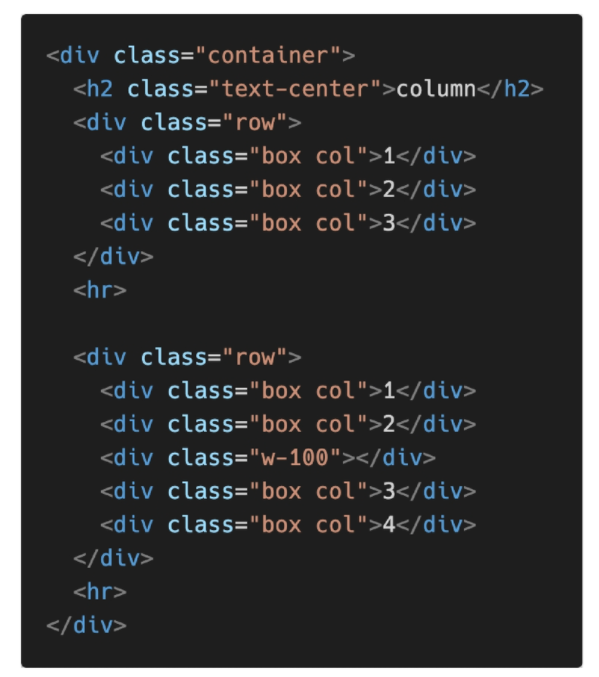 <div class="container">
  <h2 class="text-center">column</h2>
  <div class="row">
    <div class="box col">1</div>
    <div class="box col">2</div>
    <div class="box col">3</div>
  </div>
  <hr>

  <div class="row">
    <div class="box col">1</div>
    <div class="box col">2</div>
    <div class="w-100"></div>
    <div class="box col">3</div>
    <div class="box col">4</div>
  </div>
  <hr>
</div>